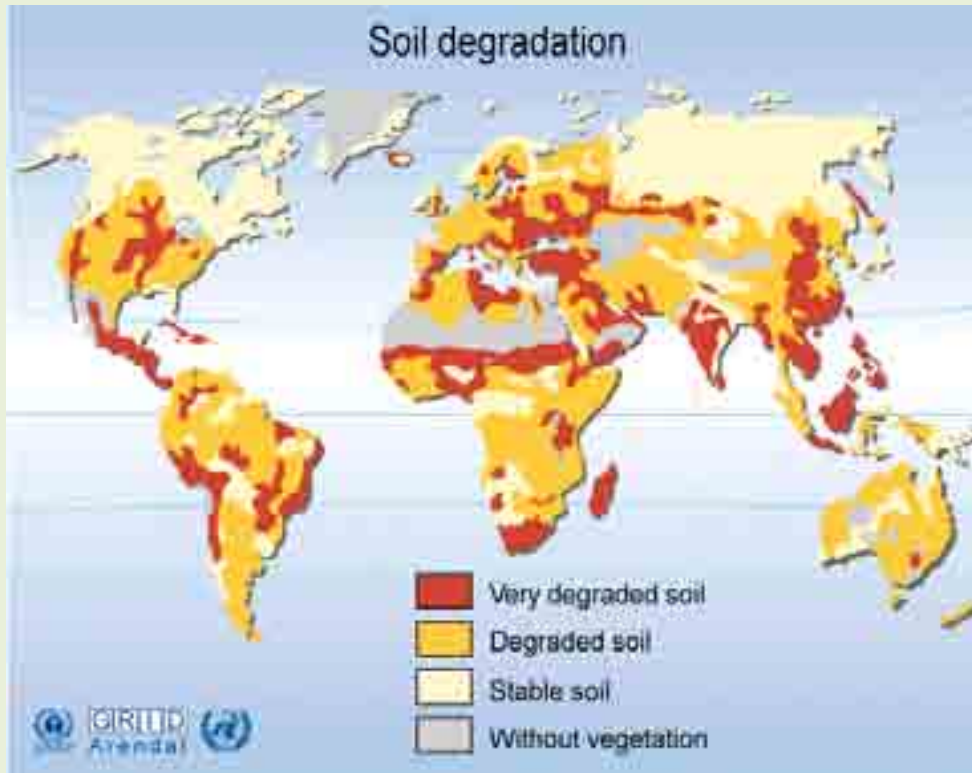 Soil degradation
Very degraded soil
Degraded soil
Stable soil
Without vegetation
GRID
Arendal